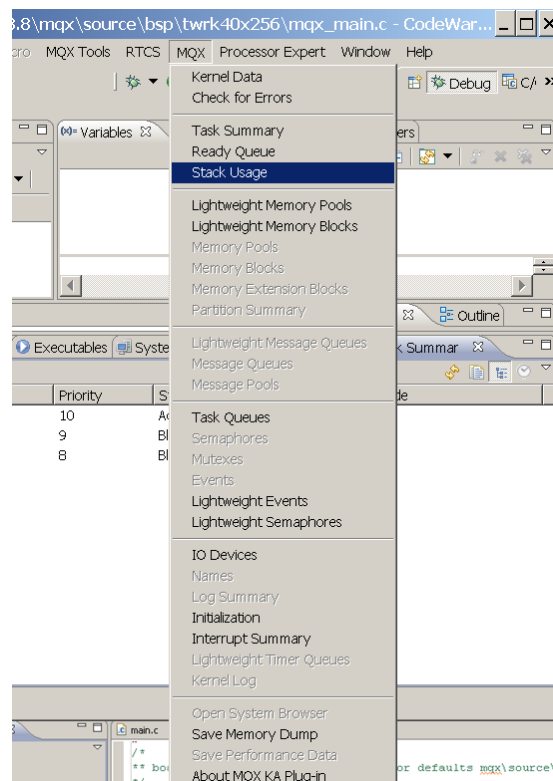 3.8\mqx\source\bsp\twrk40x256\mqx_main.c - CodeWar...
MQX Tools RTCS MQX Processor Expert Window Help
Debug C/
Variables
Kernel Data
Check for Errors
Task Summary
Ready Queue
Stack Usage
Lightweight Memory Pools
Lightweight Memory Blocks
Memory Pools
Memory Blocks
Memory Extension Blocks
Partition Summary
Outline
Lightweight Message Queues
Message Queues
Message Pools
Executables
Summar
Priority
10
9
8
Task Queues
Semaphores
Mutexes
Events
Lightweight Events
Lightweight Semaphores
IO Devices
Names
Log Summary
Initialization
Interrupt Summary
Lightweight Timer Queues
Kernel Log
Open System Browser
Save Memory Dump
Save Performance Data
About MQX KA Plug-in
main.c
/*
** bo
or defaults mqx\source\